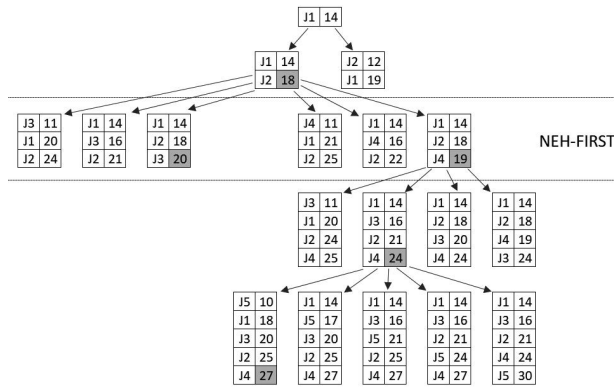 J1 14
J1 14 J2 12
J2 18 J1 19
J3 11 J1 14 J1 14 J4 11 J1 14 J1 14
J1 20 J3 16 J2 18 J1 21 J4 16 J2 18 NEH-FIRST
J2 24 J2 21 J3 20 J2 25 J2 22 J4 19
J3 11 J1 14 J1 14 J1 14
J1 20 J3 16 J2 18 J2 18
J2 24 J2 21 J3 20 J4 19
J4 25 J4 24 J4 24 J3 24
J5 10 J1 14 J1 14 J1 14 J1 14
J1 18 J5 17 J3 16 J3 16 J3 16
J3 20 J3 20 J5 21 J2 21 J2 21
J2 25 J2 25 J2 25 J5 24 J4 24
J4 27 J4 27 J4 27 J4 27 J5 30